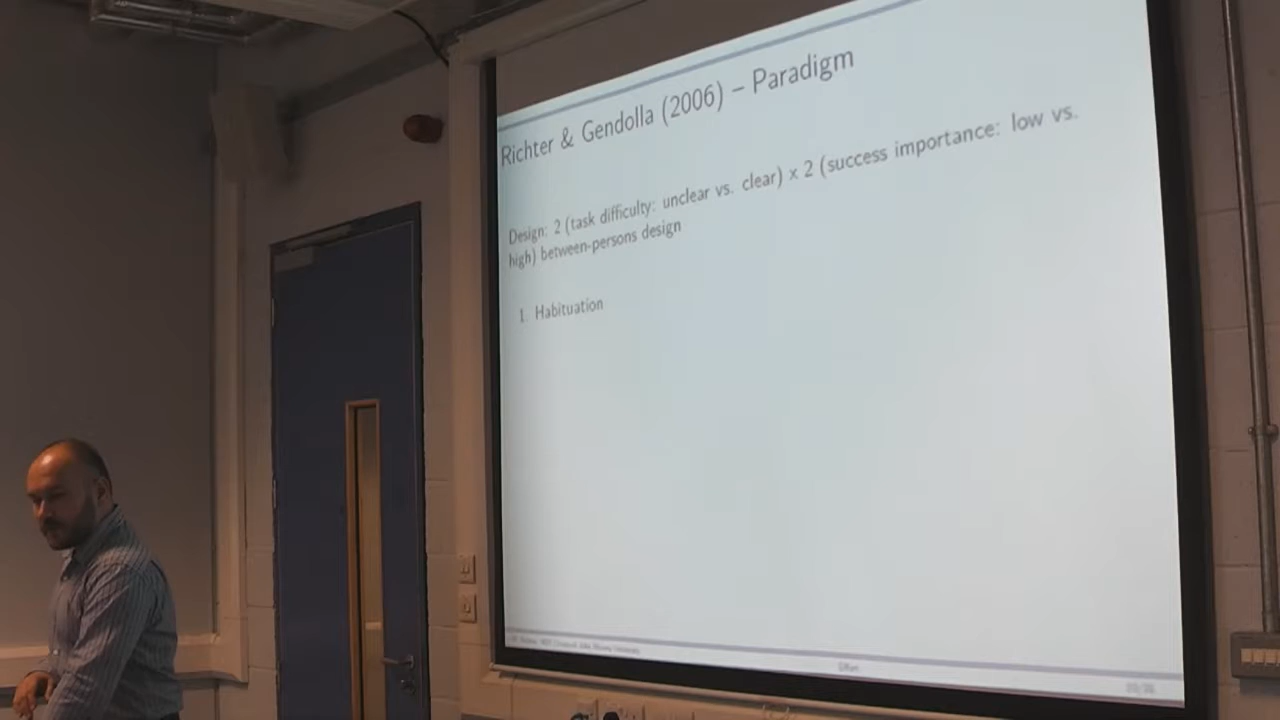 Richter & Gendolla (2006) – Paradigm
Design: 2 (task difficulty: unclear vs. clear) x 2 (success importance: low vs.
high) between-persons design
1. Habituation
Effort